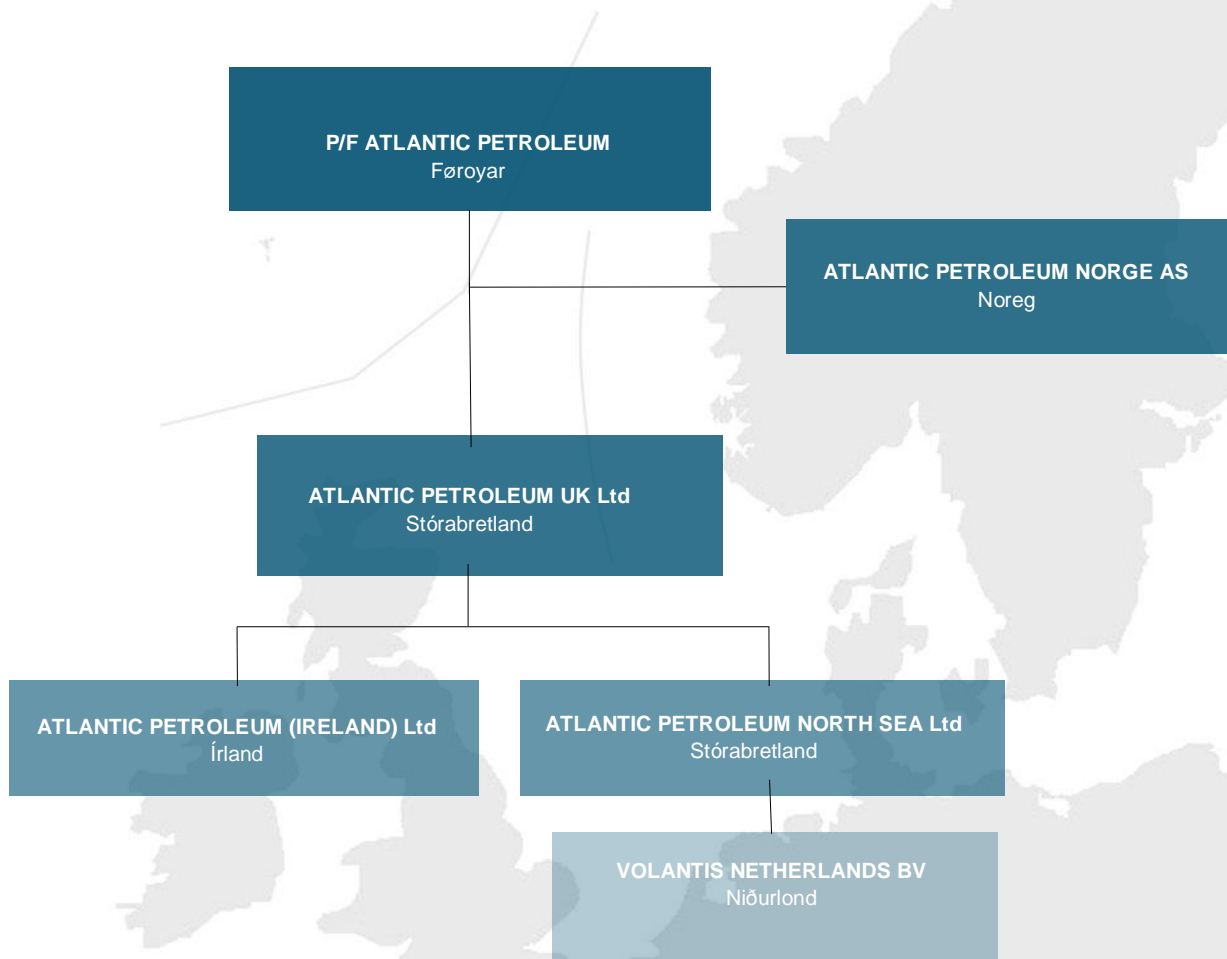 P/F ATLANTIC PETROLEUM
Føroyar
ATLANTIC PETROLEUM NORGE AS
Noreg
ATLANTIC PETROLEUM UK Ltd
Stórabretland
ATLANTIC PETROLEUM (IRELAND) Ltd
Írland
ATLANTIC PETROLEUM NORTH SEA Ltd
Stórabretland
VOLANTIS NETHERLANDS BV
Niðurlond